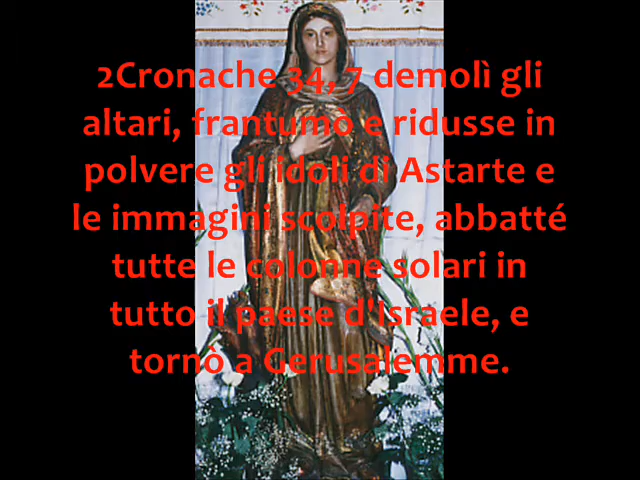 2Cronache 34, 7 demolì gli
altari, frantumò e ridusse in
polvere gli idoli di Astarte e
le immagini scolpite, abbatté
tutte le colonne solari in
tutto il paese d'Israele, e
tornò a Gerusalemme.